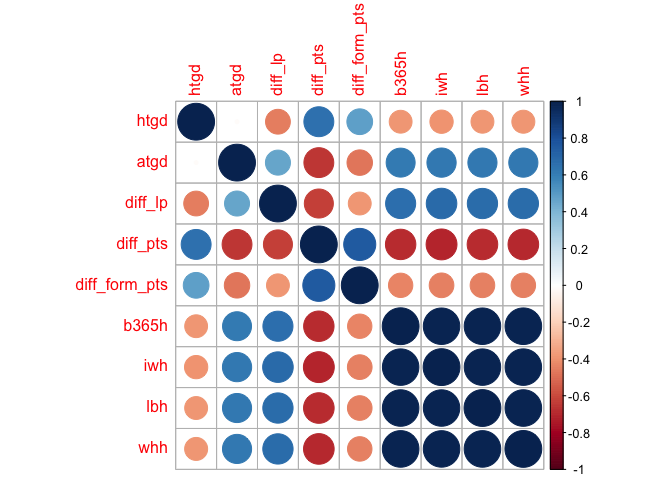 htgd
atgd
diff_lp
diff_pts
diff_form_pts
b365h
iwh
lbh
whh
htgd
atgd
diff_lp
diff_pts
diff_form_pts
b365h
iwh
lbh
whh
1
0.8
0.6
0.4
0.2
0
-0.2
-0.4
-0.6
-0.8
-1